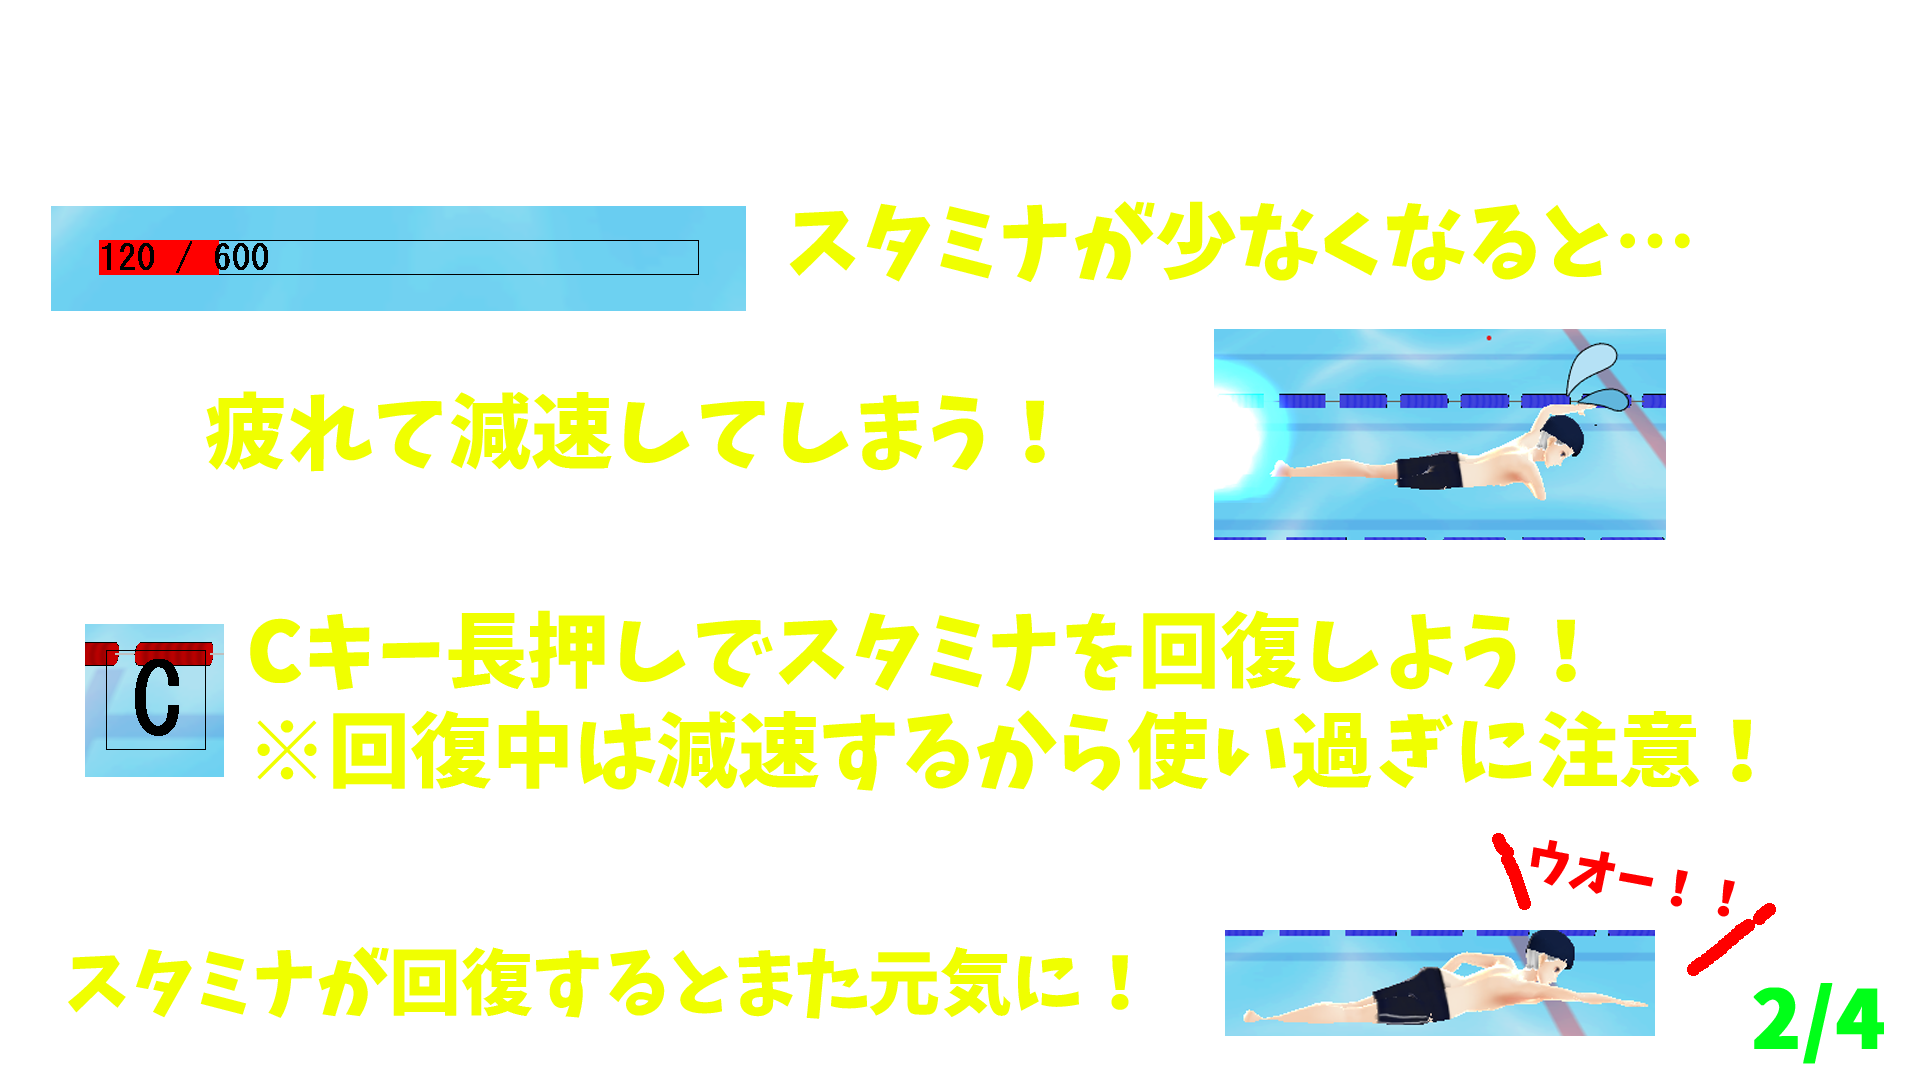 120 / 600
スタミナが少なくなると…
疲れて減速してしまう！
C
Cキー長押しでスタミナを回復しよう！
※回復中は減速するから使い過ぎに注意！
ウオー！！
スタミナが回復するとまた元気に！
2/4